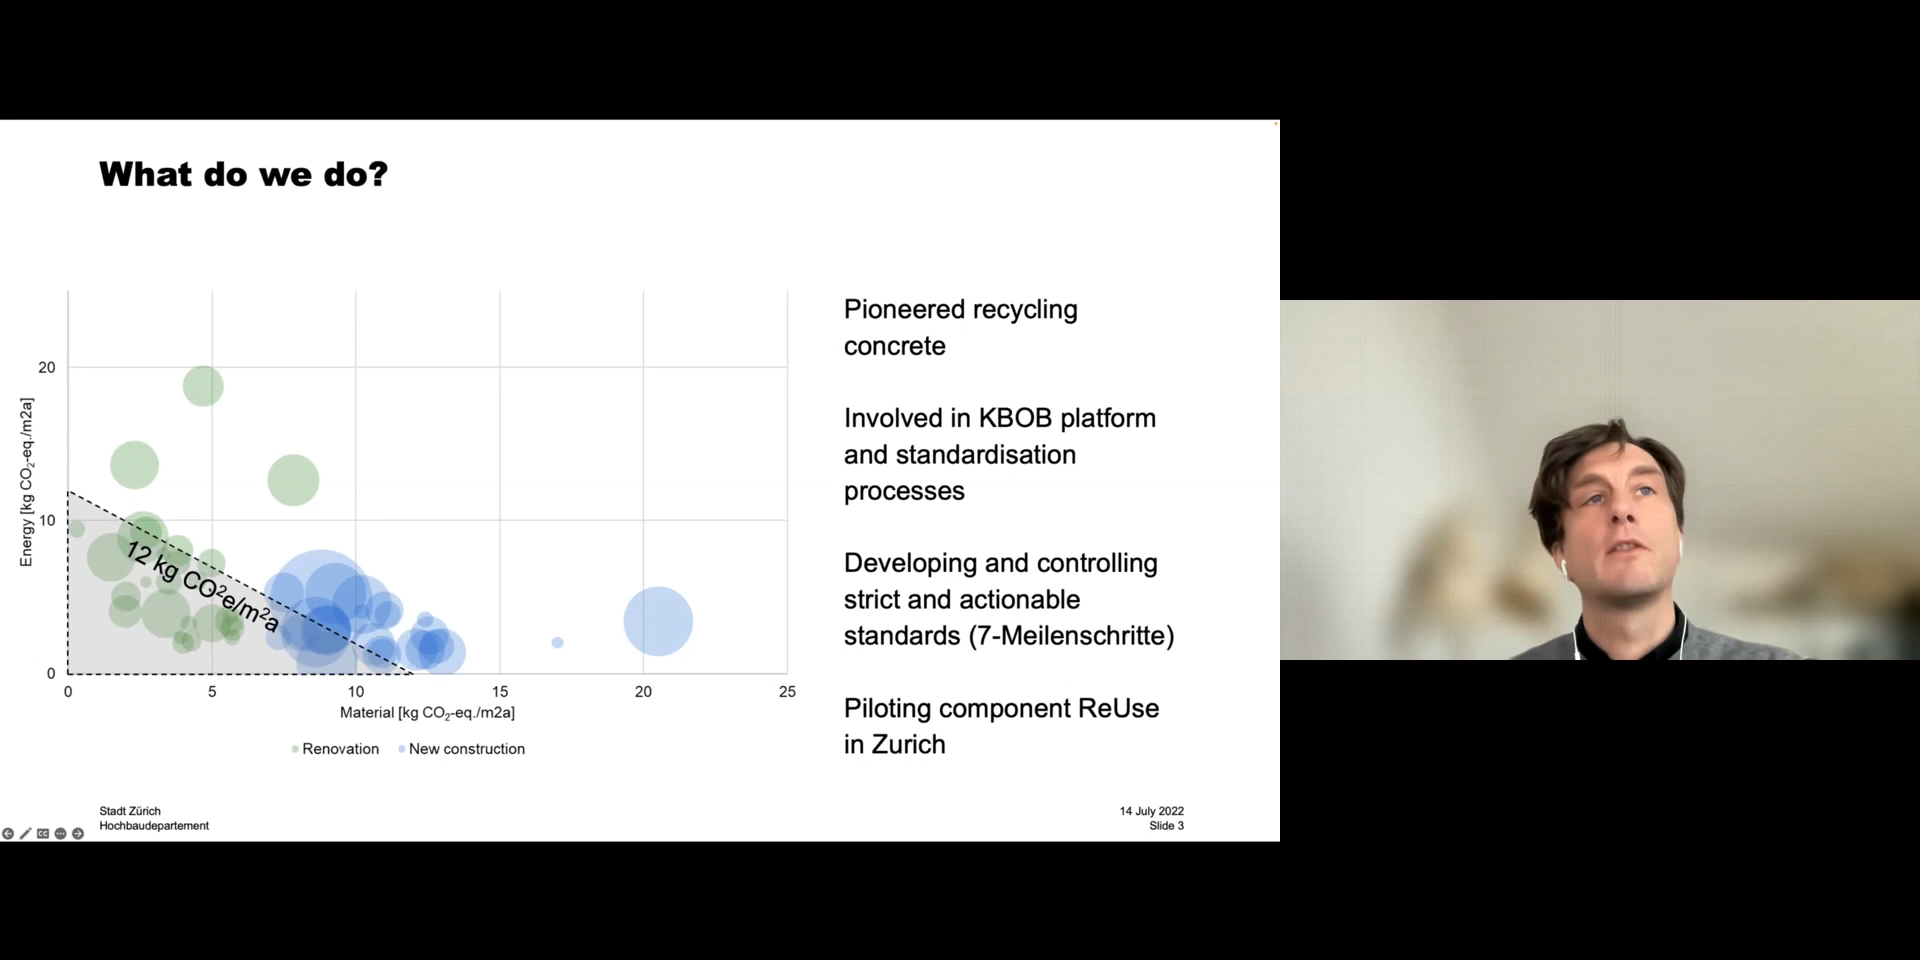 What do we do?
20
10
0
Energy [kg CO₂-eq./m2a]
12 kg CO²e/m²a
0 5 10 15 20 25
Material [kg CO₂-eq./m2a]
Renovation New construction
Pioneered recycling
concrete
Involved in KBOB platform
and standardisation
processes
Developing and controlling
strict and actionable
standards (7-Meilenschritte)
Piloting component ReUse
in Zurich
Stadt Zürich
Hochbaudepartement
14 July 2022
Slide 3
CC